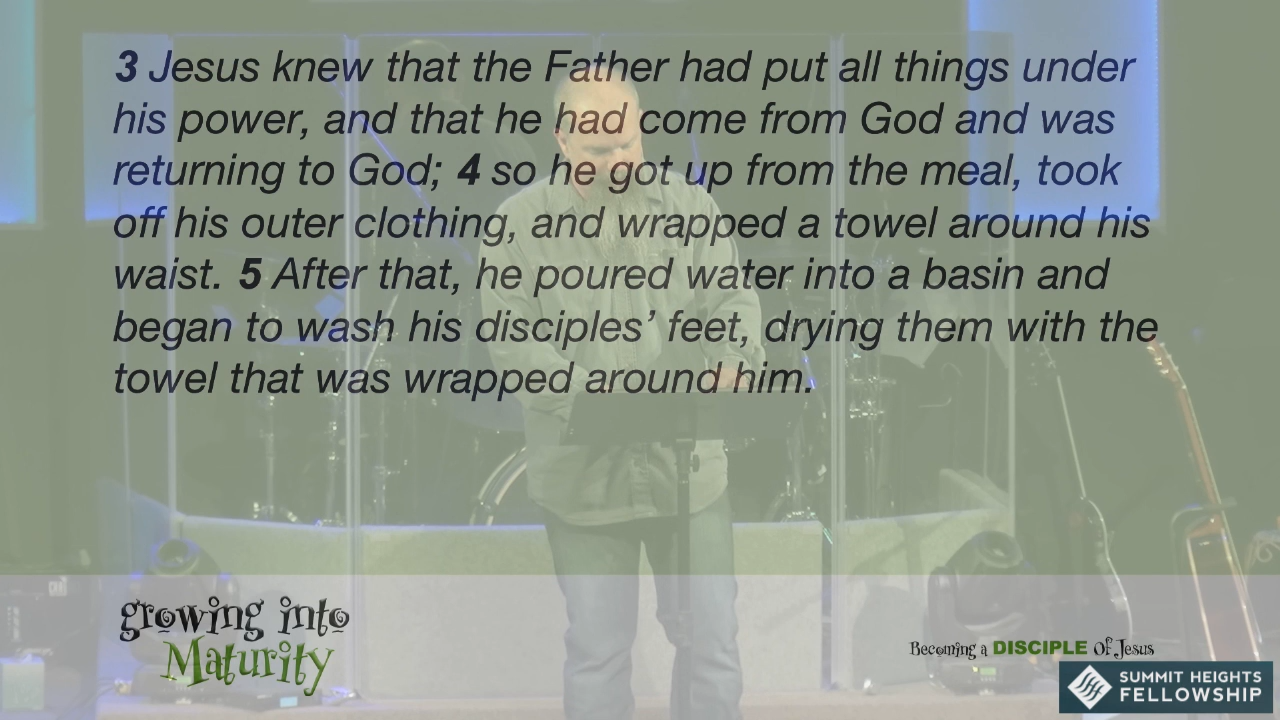 3 Jesus knew that the Father had put all things under
his power, and that he had come from God and was
returning to God; 4 so he got up from the meal, took
off his outer clothing, and wrapped a towel around his
waist. 5 After that, he poured water into a basin and
began to wash his disciples’ feet, drying them with the
towel that was wrapped around him.
growing into
Maturity
Becoming a DISCIPLE Of Jesus
SUMMIT HEIGHTS
FELLOWSHIP